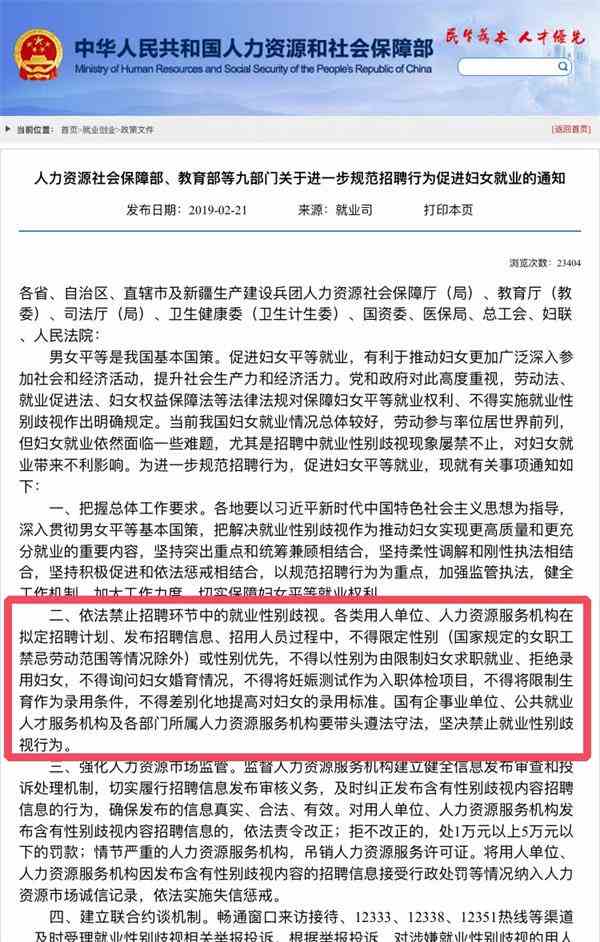 中华人民共和国人力资源和社会保障部
Ministry of Human Resources and Social Security of the People's Republic of China
民生为本 人才优先
当前位置： 首页>就业创业>政策文件
[返回首页]
人力资源社会保障部、教育部等九部门关于进一步规范招聘行为促进妇女就业的通知
发布日期：2019-02-21 来源：就业司 打印本页
浏览次数：23404
各省、自治区、直辖市及新疆生产建设兵团人力资源社会保障厅（局）、教育厅（教
委）、司法厅（局）、卫生健康委（卫生计生委）、国资委、医保局、总工会、妇联
、人民法院：
男女平等是我国基本国策。促进妇女平等就业，有利于推动妇女更加广泛深入参
加社会和经济活动，提升社会生产力和经济活力。党和政府对此高度重视，劳动法、
就业促进法、妇女权益保障法等法律法规对保障妇女平等就业权利、不得实施就业性
别歧视作出明确规定。当前我国妇女就业情况总体较好，劳动参与率位居世界前列，
但妇女就业依然面临一些难题，尤其是招聘中就业性别歧视现象屡禁不止，对妇女就
业带来不利影响。为进一步规范招聘行为，促进妇女平等就业，现就有关事项通知如
下：
一、把握总体工作要求。各地要以习近平新时代中国特色社会主义思想为指导，
深入贯彻男女平等基本国策，把解决就业性别歧视作为推动妇女实现更高质量和更充
分就业的重要内容，坚持突出重点和统筹兼顾相结合，坚持柔性调解和刚性执法相结
合，坚持积极促进和依法惩戒相结合，以规范招聘行为为重点，加强监管执法，健全
工作机制，加大工作力度，切实保障妇女平等就业权利。
二、依法禁止招聘环节中的就业性别歧视。各类用人单位、人力资源服务机构在
拟定招聘计划、发布招聘信息、招用人员过程中，不得限定性别（国家规定的女职工
禁忌劳动范围等情况除外）或性别优先，不得以性别为由限制妇女求职就业、拒绝录
用妇女，不得询问妇女婚育情况，不得将妊娠测试作为入职体检项目，不得将限制生
育作为录用条件，不得差别化地提高对妇女的录用标准。国有企事业单位、公共就业
人才服务机构及各部门所属人力资源服务机构要带头遵法守法，坚决禁止就业性别歧
视行为。
三、强化人力资源市场监管。监督人力资源服务机构建立健全信息发布审查和投
诉处理机制，切实履行招聘信息发布审核义务，及时纠正发布含有性别歧视内容招聘
信息的行为，确保发布的信息真实、合法、有效。对用人单位、人力资源服务机构发
布含有性别歧视内容招聘信息的，依法责令改正；拒不改正的，处1万元以上5万元以
下的罚款；情节严重的人力资源服务机构，吊销人力资源服务许可证。将用人单位、
人力资源服务机构因发布含有性别歧视内容的招聘信息接受行政处罚等情况纳入人力
资源市场诚信记录，依法实施失信惩戒。
四、建立联合约谈机制。畅通窗口来访接待、12333、12338、12351热线等渠道
，及时受理就业性别歧视相关举报投诉。根据举报投诉，对涉嫌就业性别歧视的用人